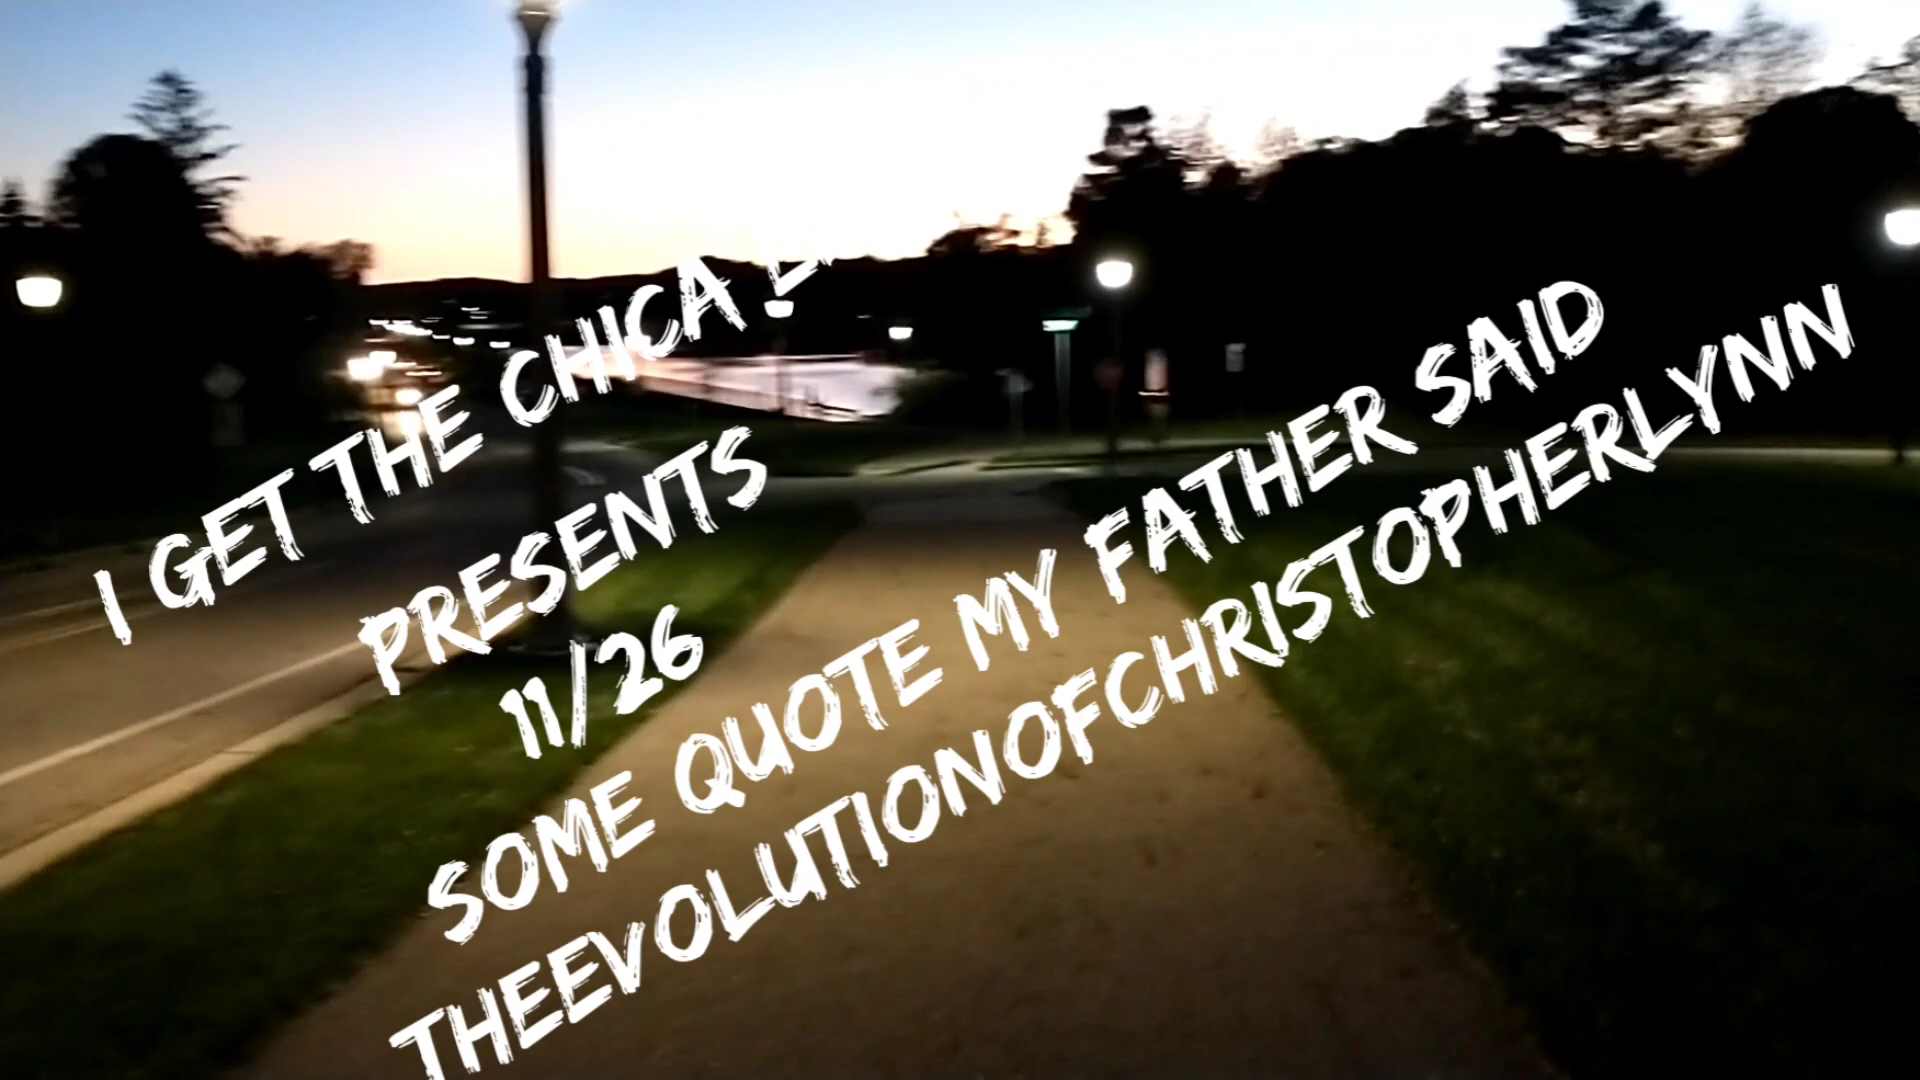 I GET THE CHICA
PRESENTS
11/26
SOME QUOTE MY FATHER SAID
THEEVOLUTIONOFCHRISTOPHERLYNN